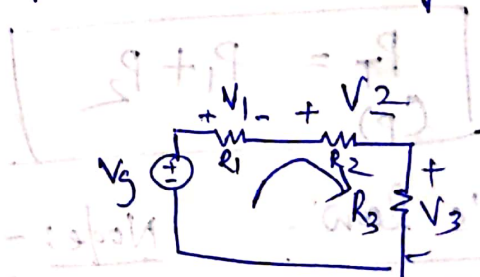 + V1 - + V2 -
Vg + - R1 R2 +
R3 V3
-